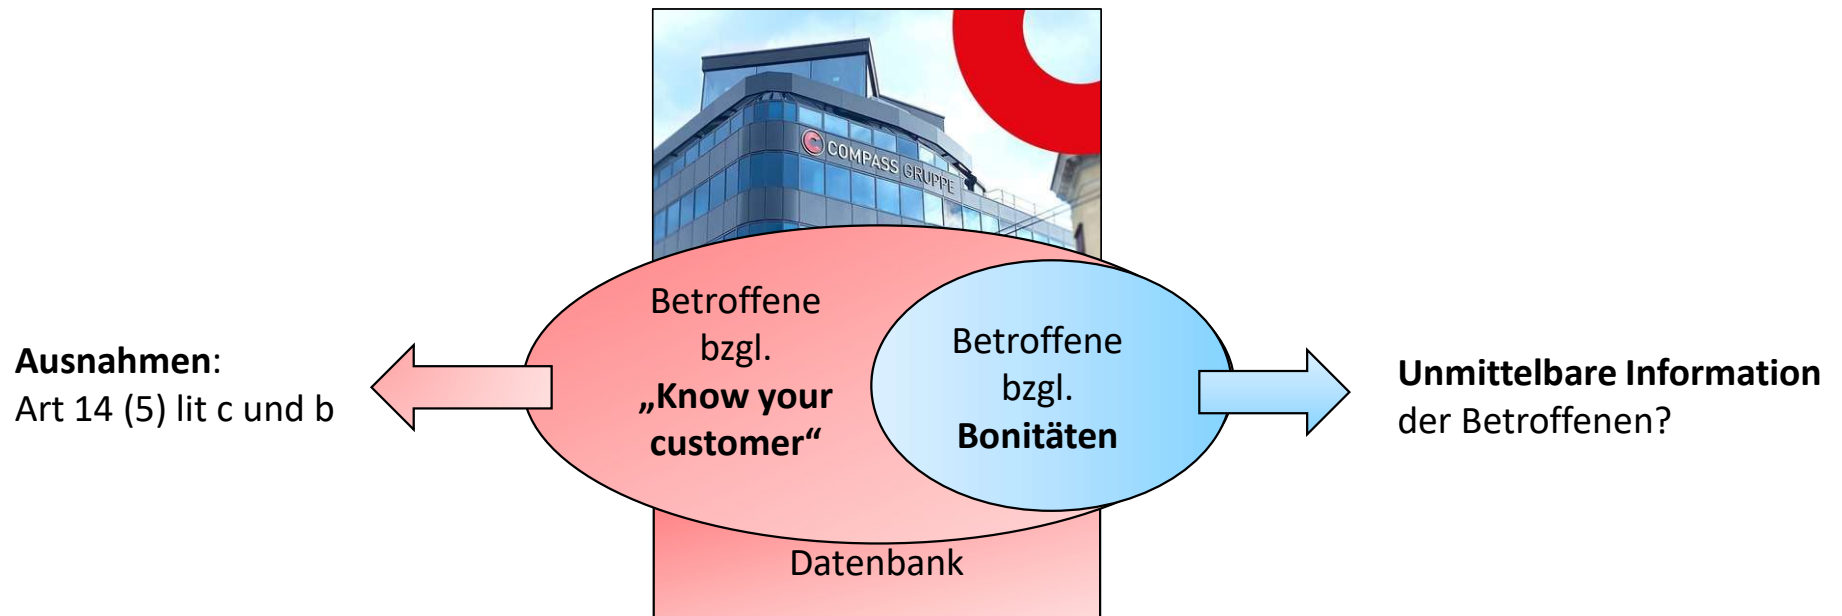 COMPASS GRUPPE
Betroffene
bzgl.
„Know your
customer“
Betroffene
bzgl.
Bonitäten
Ausnahmen:
Art 14 (5) lit c und b
Unmittelbare Information
der Betroffenen?
Datenbank